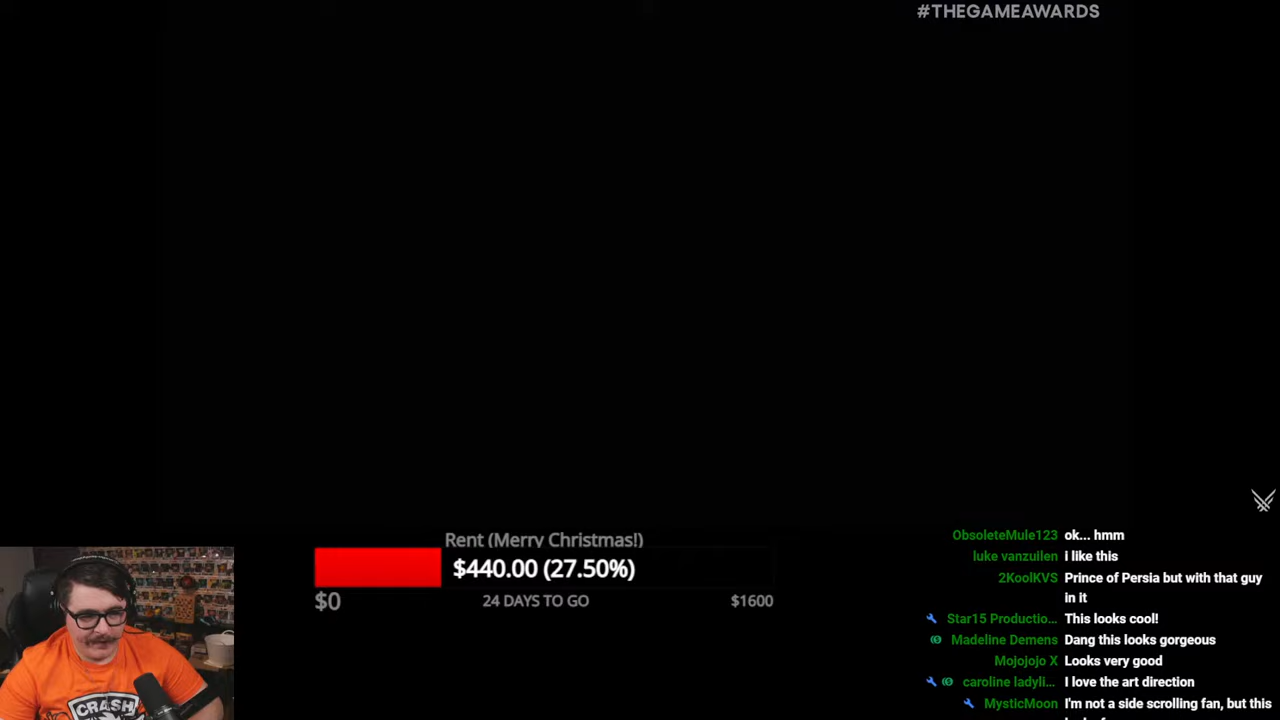 #THEGAMEAWARDS
Rent (Merry Christmas!)
$440.00 (27.50%)
$0 24 DAYS TO GO $1600
ObsoleteMule123 ok... hmm
luke vanzuilen i like this
2KoolKVS Prince of Persia but with that guy
in it
Star15 Productio... This looks cool!
Madeline Demens Dang this looks gorgeous
Mojojojo X Looks very good
caroline ladyli... I love the art direction
MysticMoon I'm not a side scrolling fan, but this
CRASH